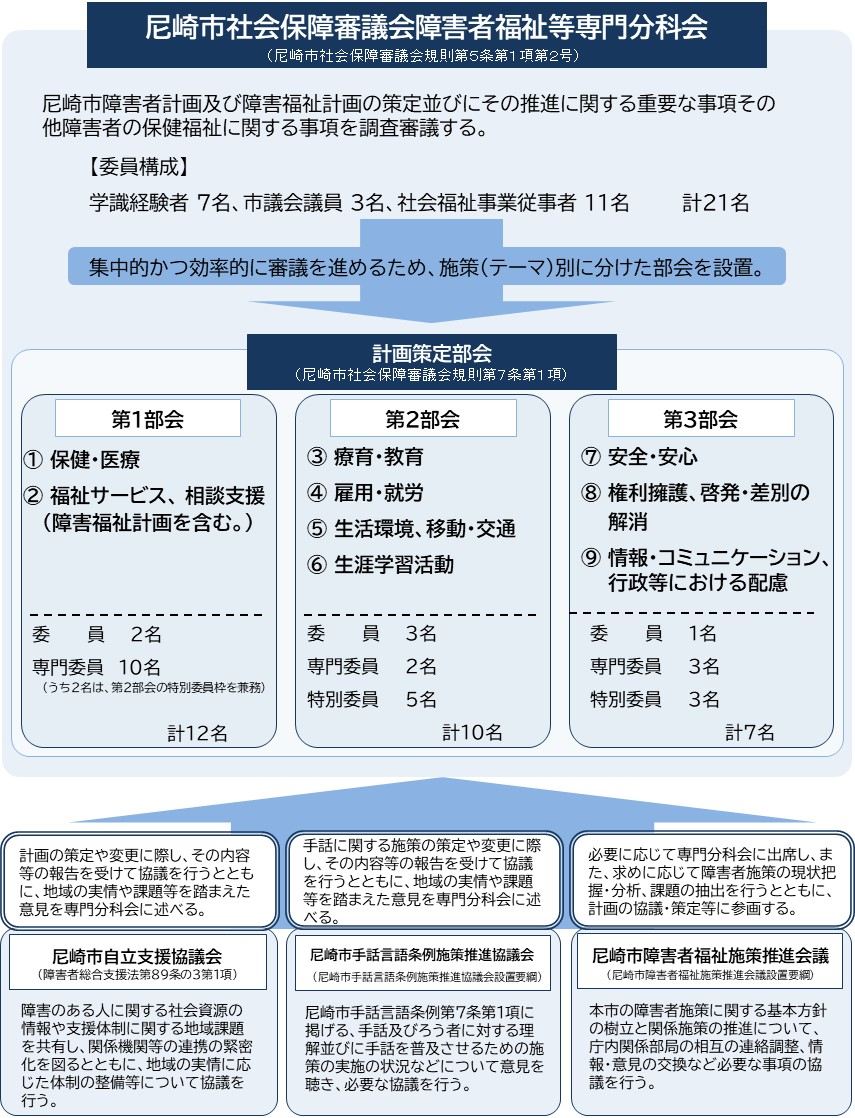 尼崎市社会保障審議会障害者福祉等専門分科会
（尼崎市社会保障審議会規則第5条第1項第2号）
尼崎市障害者計画及び障害福祉計画の策定並びにその推進に関する重要な事項その
他障害者の保健福祉に関する事項を調査審議する。
【委員構成】
学識経験者 7名、市議会議員 3名、社会福祉事業従事者 11名　　計21名
集中的かつ効率的に審議を進めるため、施策（テーマ）別に分けた部会を設置。
計画策定部会
（尼崎市社会保障審議会規則第7条第1項）
第1部会
① 保健・医療
② 福祉サービス、相談支援
（障害福祉計画を含む。）
委　　員　2名
専門委員　10名
（うち2名は、第2部会の特別委員枠を兼務）
計12名
第2部会
③ 療育・教育
④ 雇用・就労
⑤ 生活環境、移動・交通
⑥ 生涯学習活動
委　　員　3名
専門委員　2名
特別委員　5名
計10名
第3部会
⑦ 安全・安心
⑧ 権利擁護、啓発・差別の
解消
⑨ 情報・コミュニケーション、
行政等における配慮
委　　員　1名
専門委員　3名
特別委員　3名
計7名
計画の策定や変更に際し、その内容
等の報告を受けて協議を行うととも
に、地域の実情や課題等を踏まえた
意見を専門分科会に述べる。
尼崎市自立支援協議会
（障害者総合支援法第89条の3第1項）
障害のある人に関する社会資源の
情報や支援体制に関する地域課題
を共有し、関係機関等の連携の緊密
化を図るとともに、地域の実情に応
じた体制の整備等について協議を
行う。
手話に関する施策の策定や変更に際
し、その内容等の報告を受けて協議
を行うとともに、地域の実情や課題
等を踏まえた意見を専門分科会に述
べる。
尼崎市手話言語条例施策推進協議会
（尼崎市手話言語条例施策推進協議会設置要綱）
尼崎市手話言語条例第7条第1項に
掲げる、手話及びろう者に対する理
解並びに手話を普及させるための施
策の実施の状況などについて意見を
聴き、必要な協議を行う。
必要に応じて専門分科会に出席し、ま
た、求めに応じて障害者施策の現状把
握・分析、課題の抽出を行うとともに、
計画の協議・策定等に参画する。
尼崎市障害者福祉施策推進会議
（尼崎市障害者福祉施策推進会議設置要綱）
本市の障害者施策に関する基本方針
の樹立と関係施策の推進について、
庁内関係部局の相互の連絡調整、情
報・意見の交換など必要な事項の協
議を行う。